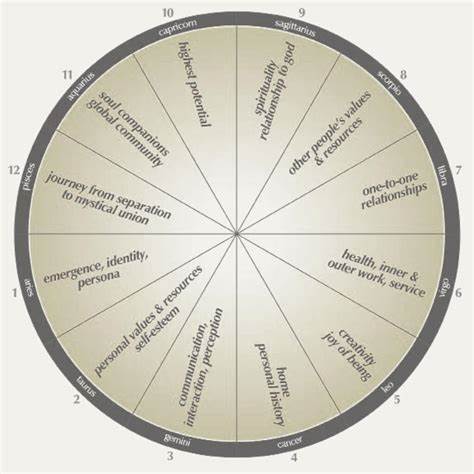 10
9
capricorn
sagittarius
11
8
aquarius
scorpio
highest potential
spirituality
relationship to god
soul companions
global community
other people's values
& resources
12
7
pisces
libra
journey from separation
to mystical union
one-to-one
relationships
emergence, identity,
persona
health, inner &
outer work, service
1
6
aries
virgo
personal values & resources
self-esteem
communication,
interaction, perception
home
personal history
creativity
joy of being
taurus
leo
2
5
gemini
cancer
3
4